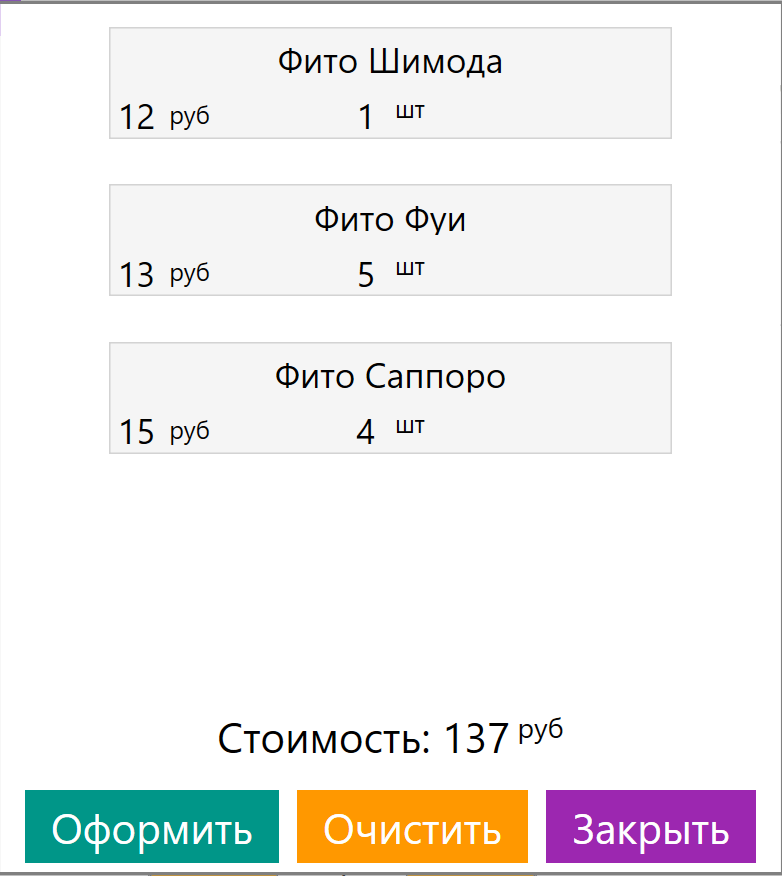 Фито Шимода
12 руб 1 шт
Фито Фуи
13 руб 5 шт
Фито Саппоро
15 руб 4 шт
Стоимость: 137 руб
Оформить Очистить Закрыть